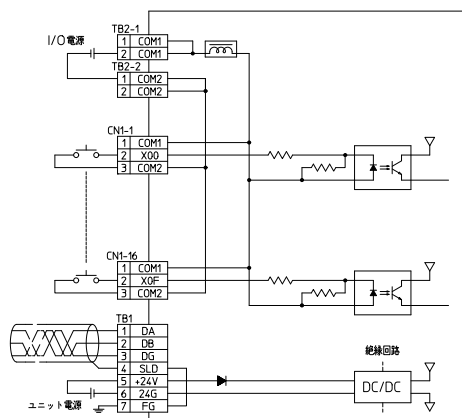 TB2-1
I/O電源
1 COM1
2 COM1
TB2-2
1 COM2
2 COM2
CN1-1
1 COM1
2 X00
3 COM2
CN1-16
1 COM1
2 X0F
3 COM2
TB1
1 DA
2 DB
3 DG
4 SLD
5 +24V
6 24G
7 FG
ユニット電源
絶縁回路
DC/DC